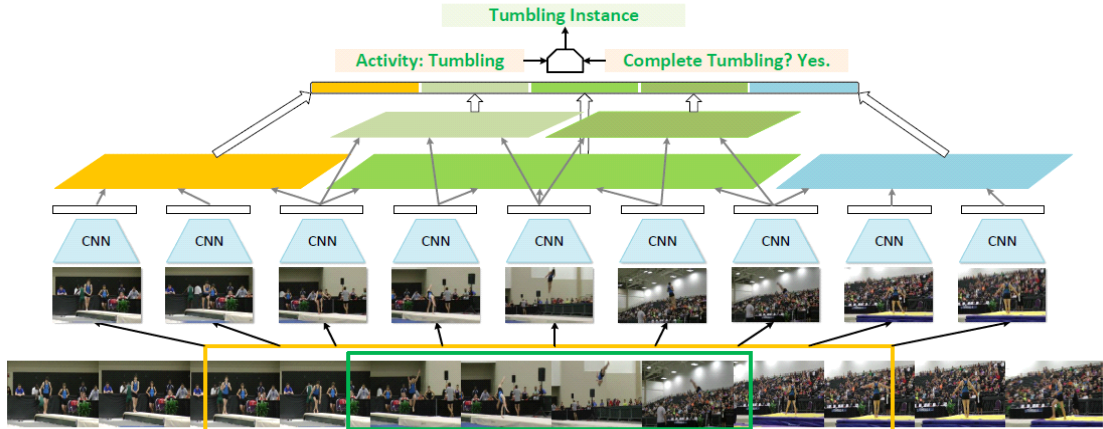 Tumbling Instance
Activity: Tumbling
Complete Tumbling? Yes.
CNN CNN CNN CNN CNN CNN CNN CNN CNN